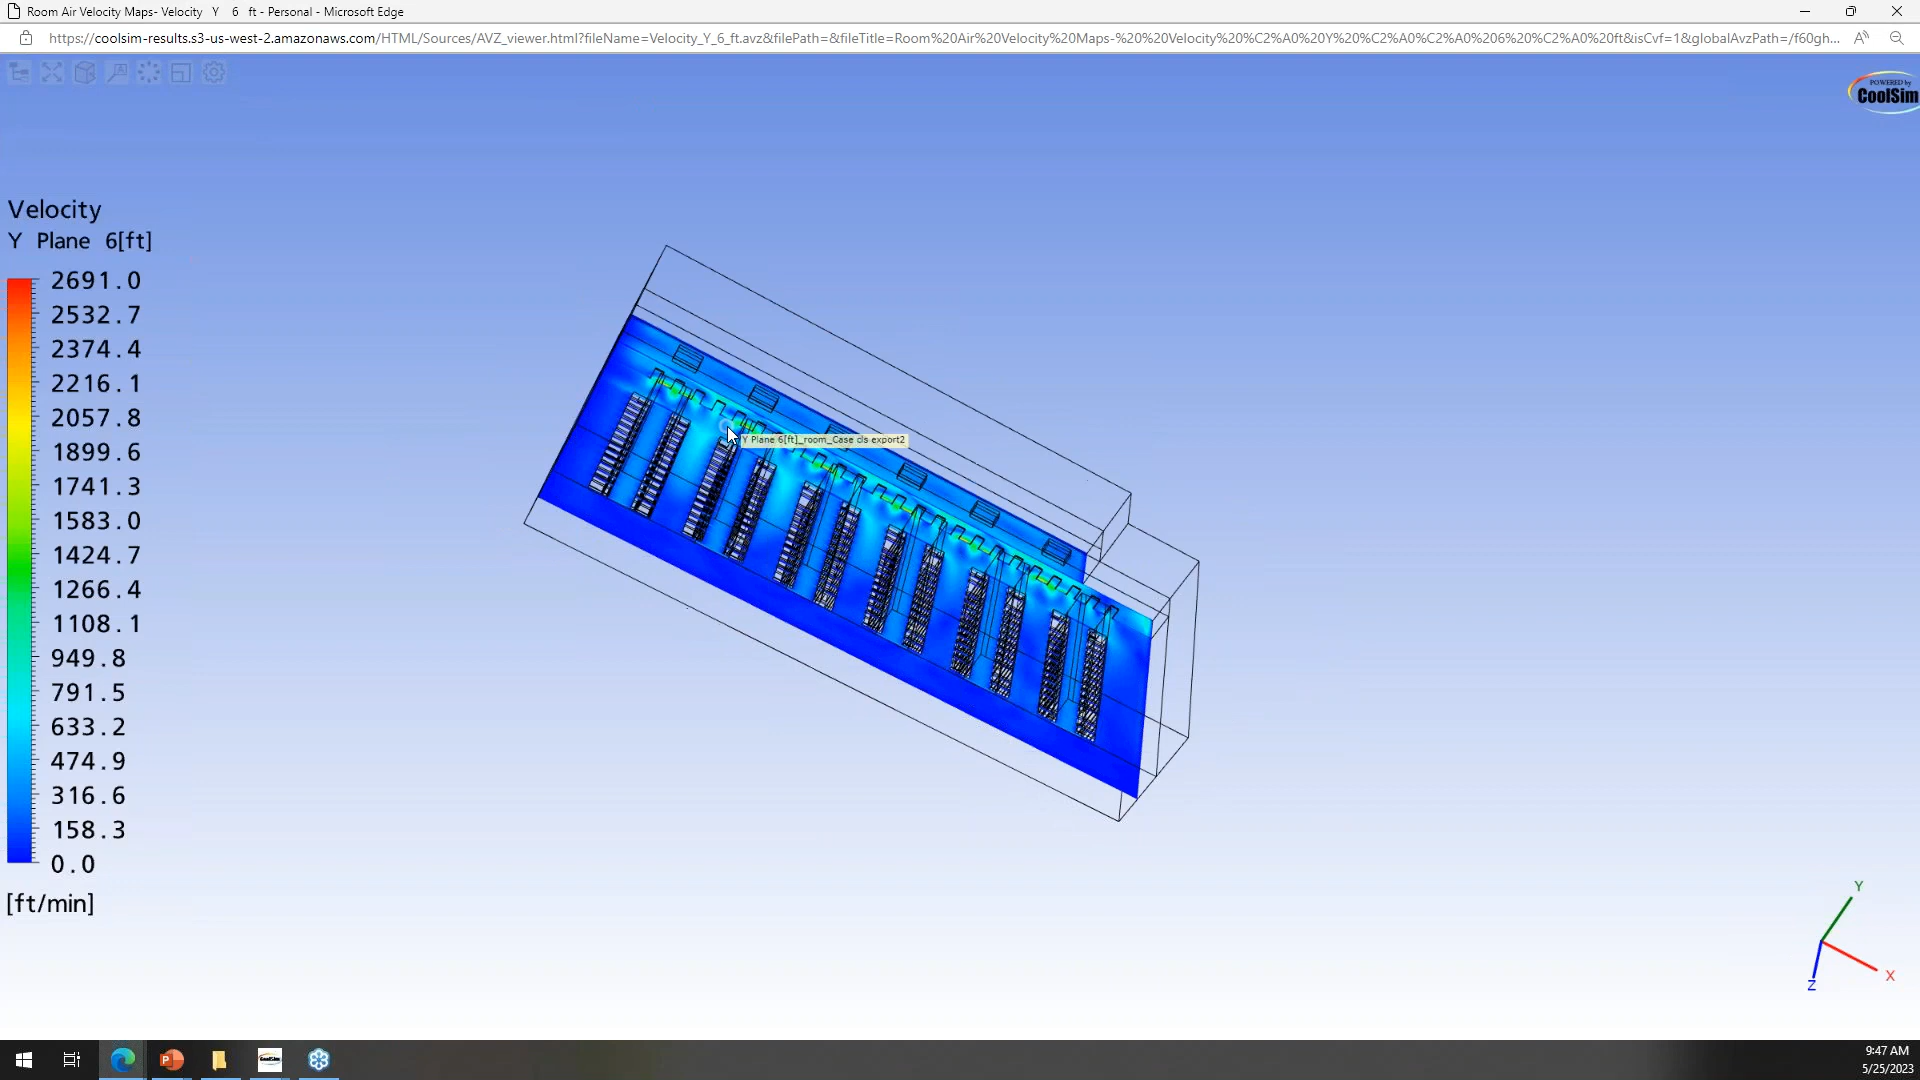 Room Air Velocity Maps- Velocity   Y   6   ft - Personal - Microsoft Edge
https://coolsim-results.s3-us-west-2.amazonaws.com/HTML/Sources/AVZ_viewer.html?fileName=Velocity_Y_6_ft.avz&filePath=&fileTitle=Room%20Air%20Velocity%20Maps-%20%20Velocity%20%C2%A0%20Y%20%C2%A0%C2%A0%206%20%C2%A0%20ft&isCvf=1&globalAvzPath=/f60gh...
POWERED by
CoolSim
Velocity
Y Plane 6[ft]
2691.0
2532.7
2374.4
2216.1
2057.8
1899.6
1741.3
1583.0
1424.7
1266.4
1108.1
949.8
791.5
633.2
474.9
316.6
158.3
0.0
[ft/min]
Y Plane 6[ft]_room_Case cls export2
Y
X
Z
CoolSim
9:47 AM
5/25/2023